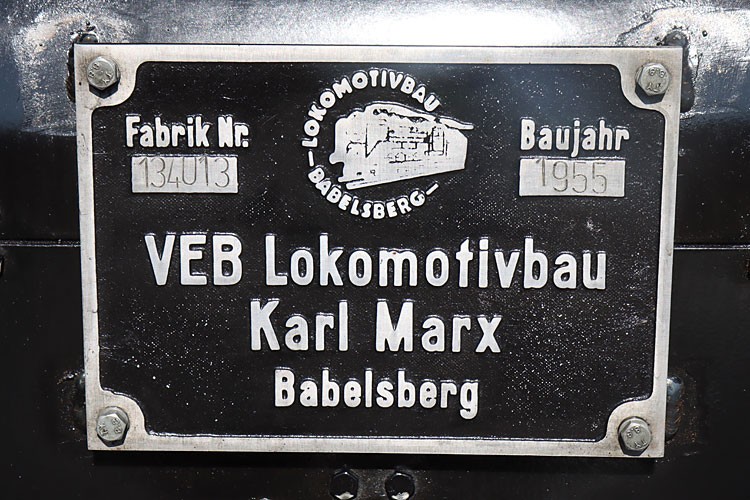 LOKOMOTIVBAU
BABELSBERG
Fabrik Nr.
134013
Baujahr
1955
VEB Lokomotivbau
Karl Marx
Babelsberg